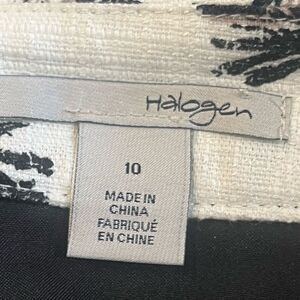 Halogen
10
MADE IN
CHINA
FABRIQUÉ
EN CHINE